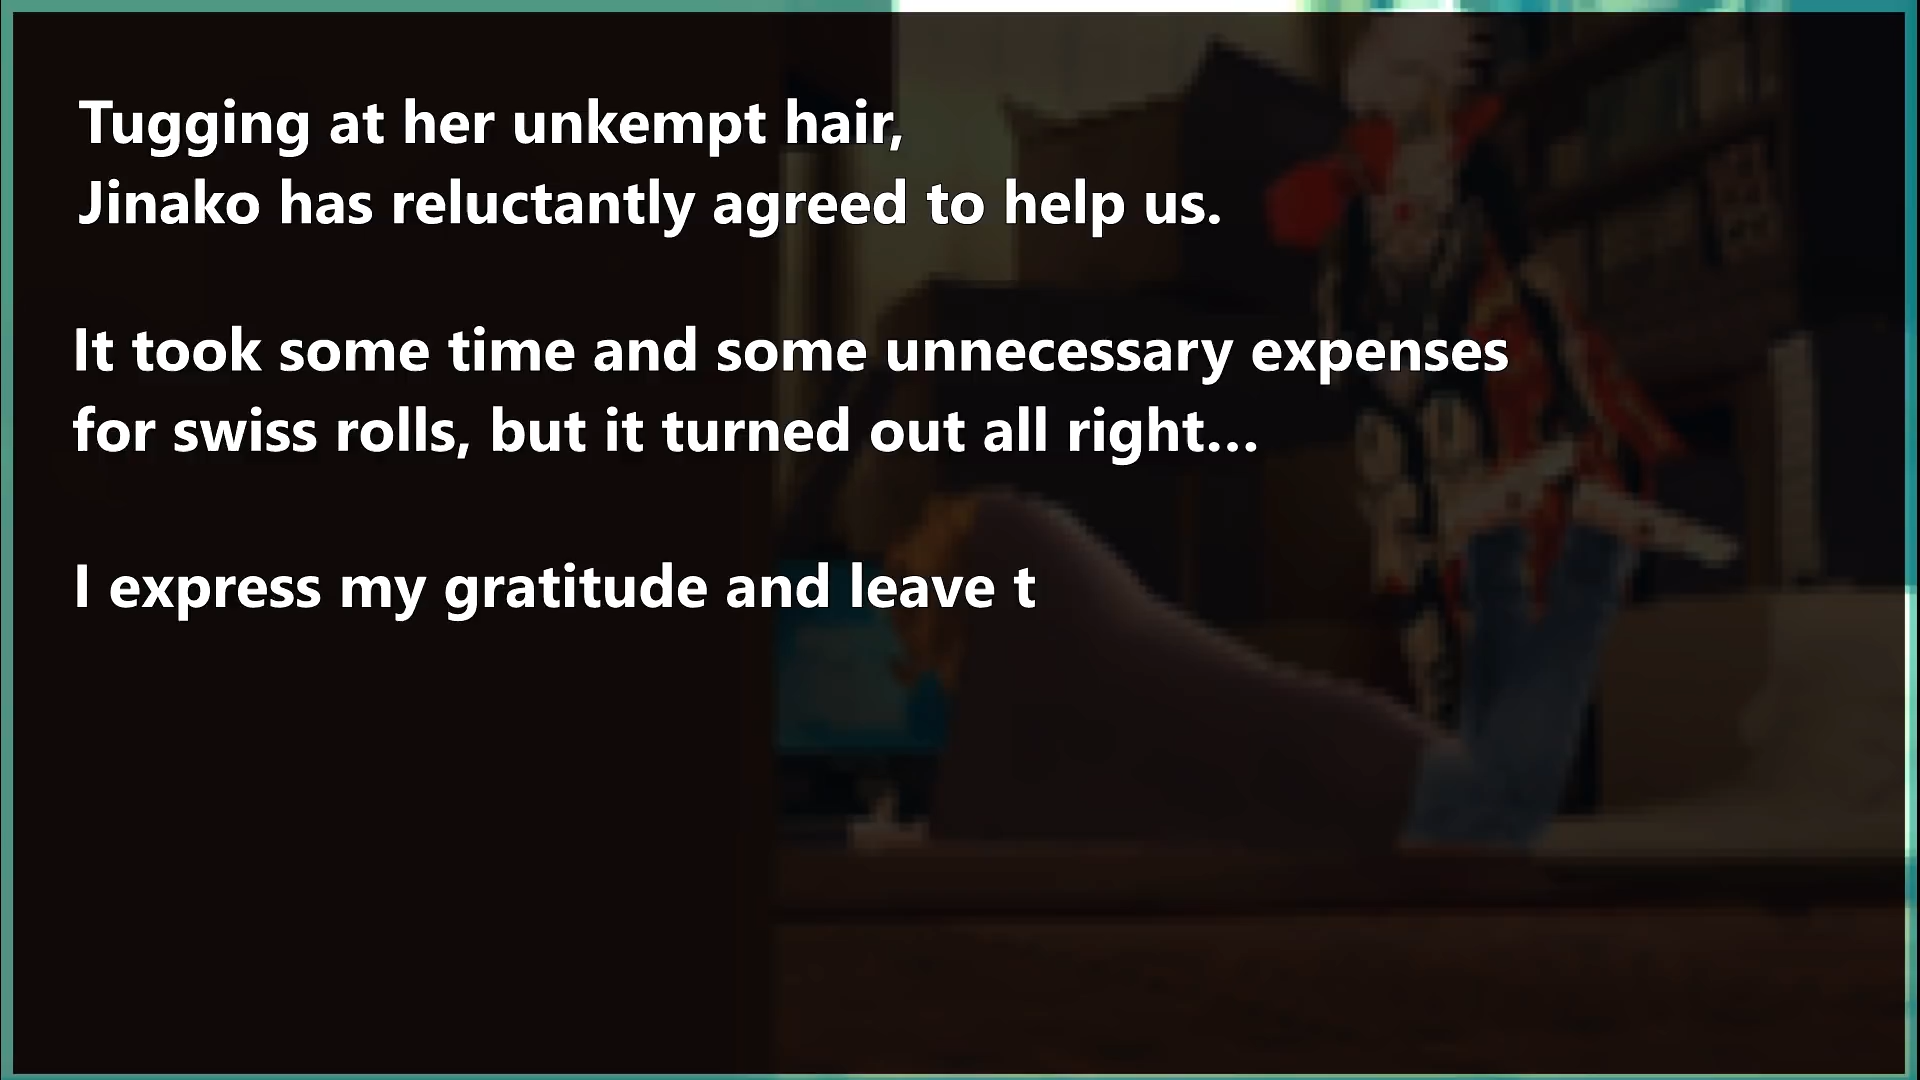 Tugging at her unkempt hair,
Jinako has reluctantly agreed to help us.
It took some time and some unnecessary expenses
for swiss rolls, but it turned out all right...
I express my gratitude and leave t